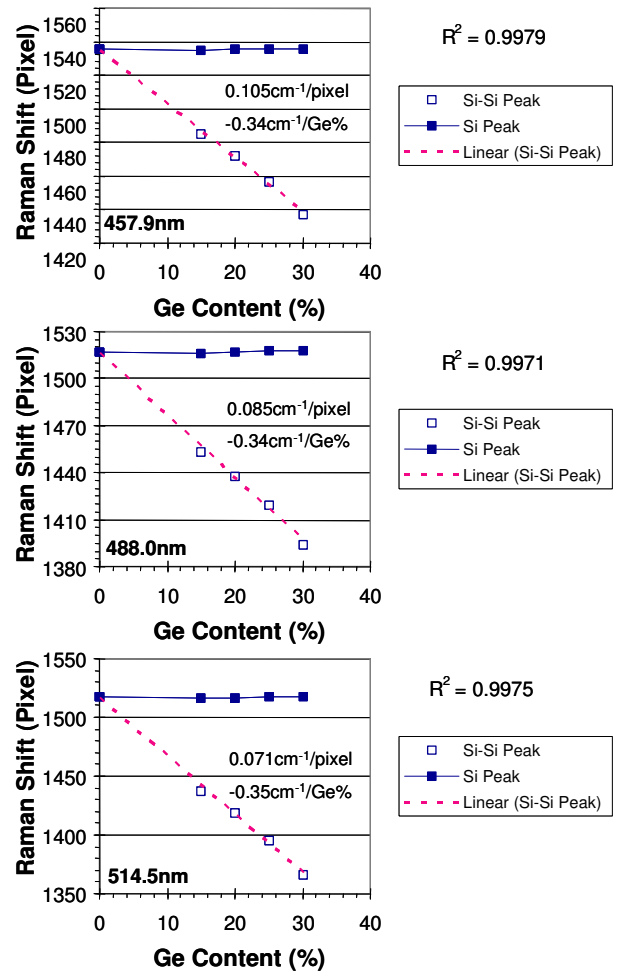 Raman Shift (Pixel)
1560
1540
1520
1500
1480
1460
1440
1420
0.105cm⁻¹/pixel
-0.34cm⁻¹/Ge%
457.9nm
0 10 20 30 40
Ge Content (%)
R² = 0.9979
Si-Si Peak
Si Peak
Linear (Si-Si Peak)
Raman Shift (Pixel)
1530
1510
1470
1440
1410
1380
0.085cm⁻¹/pixel
-0.34cm⁻¹/Ge%
488.0nm
0 10 20 30 40
Ge Content (%)
R² = 0.9971
Si-Si Peak
Si Peak
Linear (Si-Si Peak)
Raman Shift (Pixel)
1550
1500
1450
1400
1350
0.071cm⁻¹/pixel
-0.35cm⁻¹/Ge%
514.5nm
0 10 20 30 40
Ge Content (%)
R² = 0.9975
Si-Si Peak
Si Peak
Linear (Si-Si Peak)